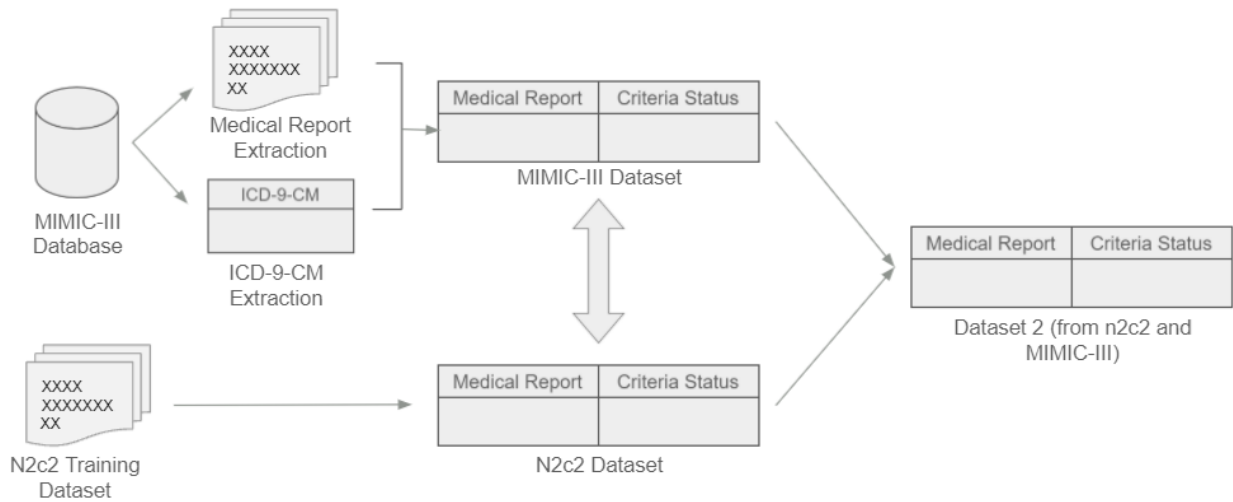 XXXX
XXXXXXX
XX
Medical Report
Extraction
MIMIC-III
Database
ICD-9-CM
ICD-9-CM
Extraction
Medical Report Criteria Status
MIMIC-III Dataset
XXXX
XXXXXXX
XX
N2c2 Training
Dataset
Medical Report Criteria Status
N2c2 Dataset
Medical Report Criteria Status
Dataset 2 (from n2c2 and
MIMIC-III)